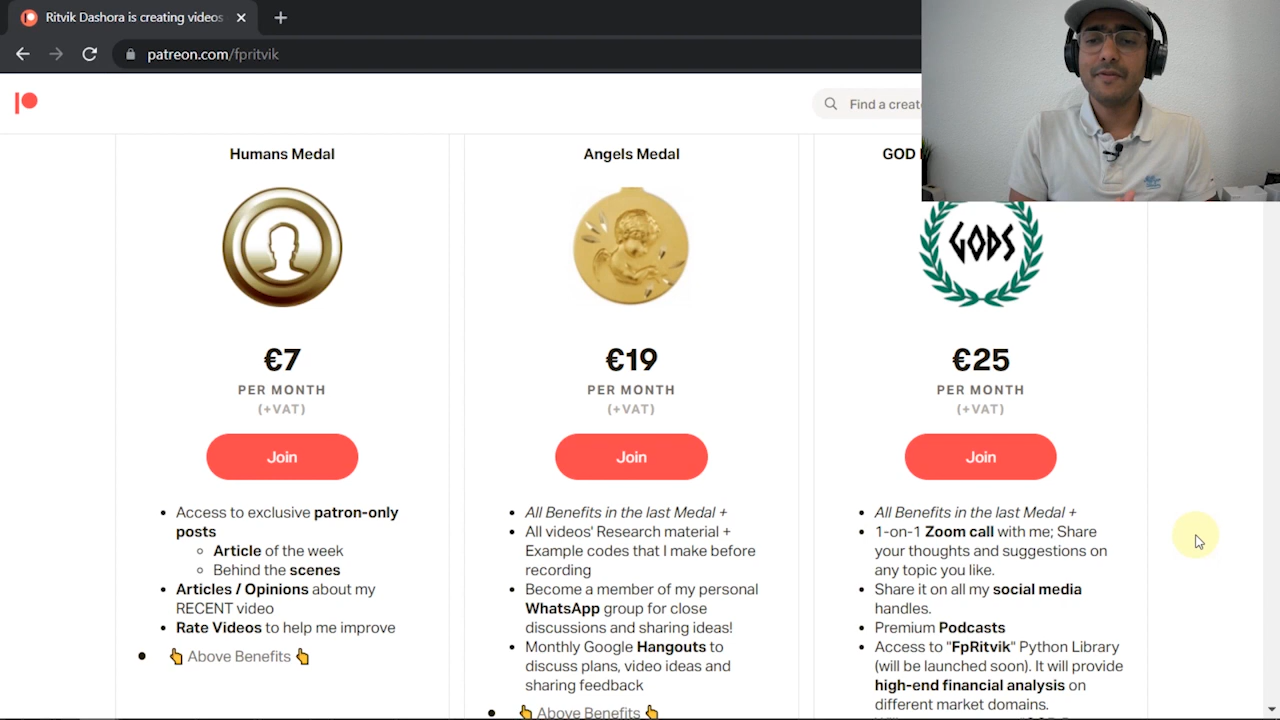 Ritvik Dashora is creating videos
patreon.com/fpritvik
Find a creat
Humans Medal
€7
PER MONTH
(+VAT)
Join
Access to exclusive patron-only
posts
Article of the week
Behind the scenes
Articles / Opinions about my
RECENT video
Rate Videos to help me improve
👆 Above Benefits 👆
Angels Medal
€19
PER MONTH
(+VAT)
Join
All Benefits in the last Medal +
All videos' Research material +
Example codes that I make before
recording
Become a member of my personal
WhatsApp group for close
discussions and sharing ideas!
Monthly Google Hangouts to
discuss plans, video ideas and
sharing feedback
👆 Above Benefits 👆
GOD
GODS
€25
PER MONTH
(+VAT)
Join
All Benefits in the last Medal +
1-on-1 Zoom call with me; Share
your thoughts and suggestions on
any topic you like.
Share it on all my social media
handles.
Premium Podcasts
Access to "FpRitvik" Python Library
(will be launched soon). It will provide
high-end financial analysis on
different market domains.